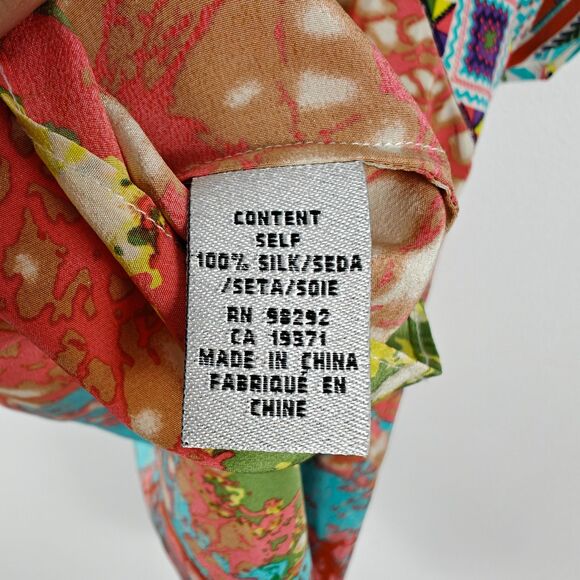 CONTENT
SELF
100% SILK/SEDA
/SETA/SOIE
RN 98292
CA 19371
MADE IN CHINA
FABRIQUÉ EN
CHINE